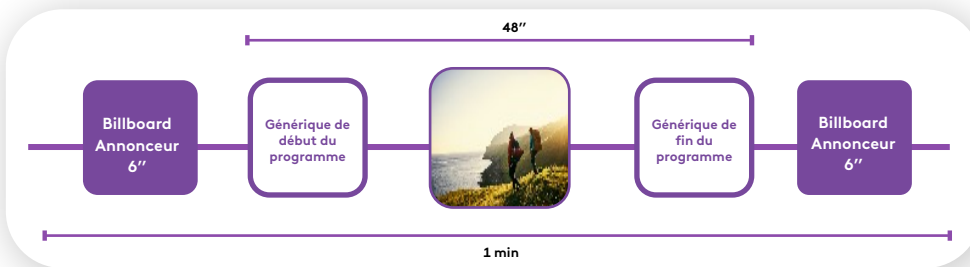 48’’
Billboard
Annonceur
6’’
Générique de
début du
programme
Générique de
fin du
programme
Billboard
Annonceur
6’’
1 min